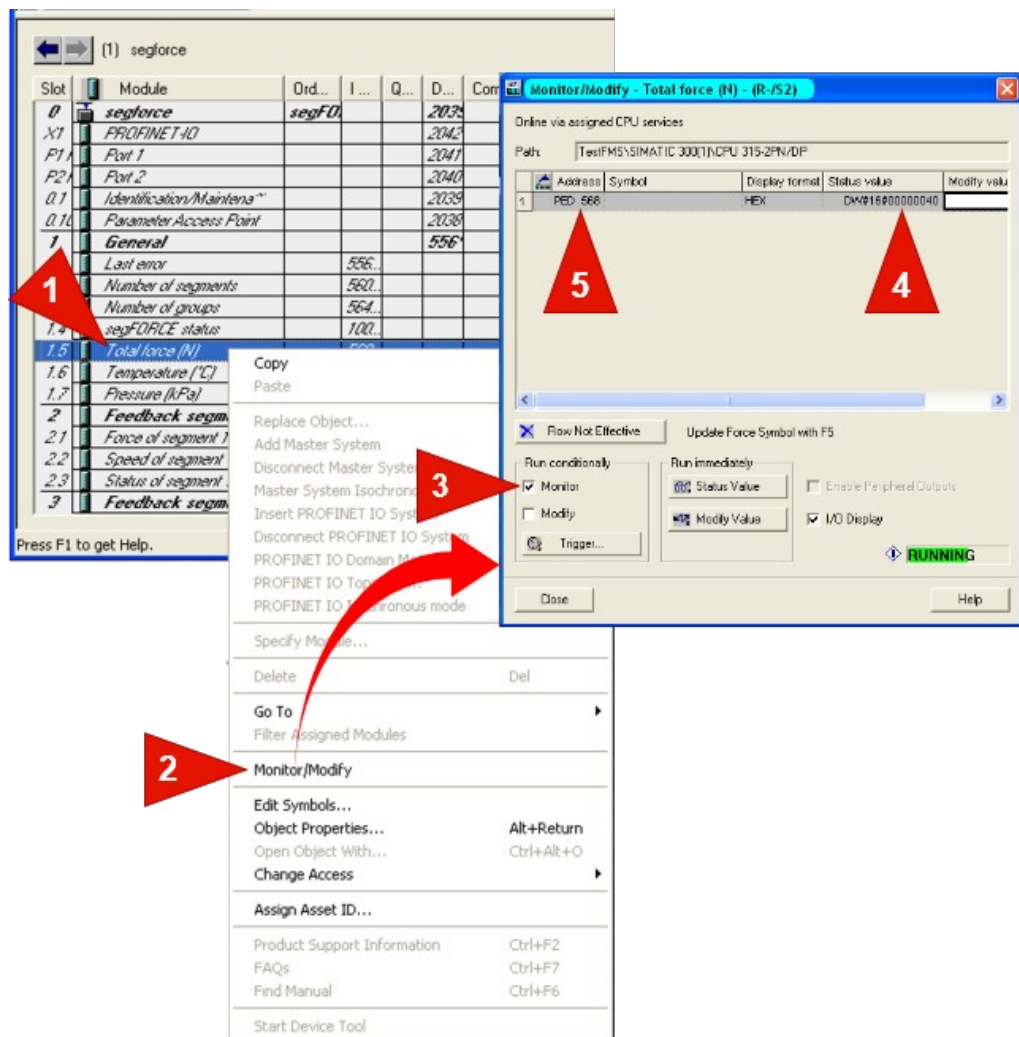 (1) segforce
Slot Module Ord... I ... Q... D... Com
0 segforce segFO. 2039
X1 PROFINET-IO 2042
P1 Port 1 2041
P2 Port 2 2040
0.1 Identification/Maintena~ 2039
0.10 Parameter Access Point 2038
1 General 556
Last error 556...
Number of segments 560...
Number of groups 564...
1.4 segFORCE status 100...
1.5 Total force (N)
1.6 Temperature (°C)
1.7 Pressure (kPa)
2 Feedback segm
2.1 Force of segment
2.2 Speed of segment
2.3 Status of segment
3 Feedback segm
Press F1 to get Help.
1
Copy
Paste
Replace Object...
Add Master System
Disconnect Master System
Master System Isochron
Insert PROFINET IO Syst
Disconnect PROFINET IO System
PROFINET IO Domain M
PROFINET IO Topo
PROFINET IO hronous mode
Specify Mo le...
Delete Del
Go To
Filter Assigned Modules
Monitor/Modify
Edit Symbols...
Object Properties... Alt+Return
Open Object With... Ctrl+Alt+O
Change Access
Assign Asset ID...
Product Support Information Ctrl+F2
FAQs Ctrl+F7
Find Manual Ctrl+F6
Start Device Tool
2
3
Monitor/Modify - Total force (N) - (R-/S2)
Online via assigned CPU services
Path: TestFMS\SIMATIC 300(1)\CPU 315-2PN/DP
Address Symbol Display format Status value Modify valu
1 PED 568 HEX DW#16#00000040
5
4
Row Not Effective Update Force Symbol with F5
Run conditionally Run immediately
Monitor Status Value Enable Peripheral Outputs
Modify Modify Value I/O Display
Trigger...
RUNNING
Close Help